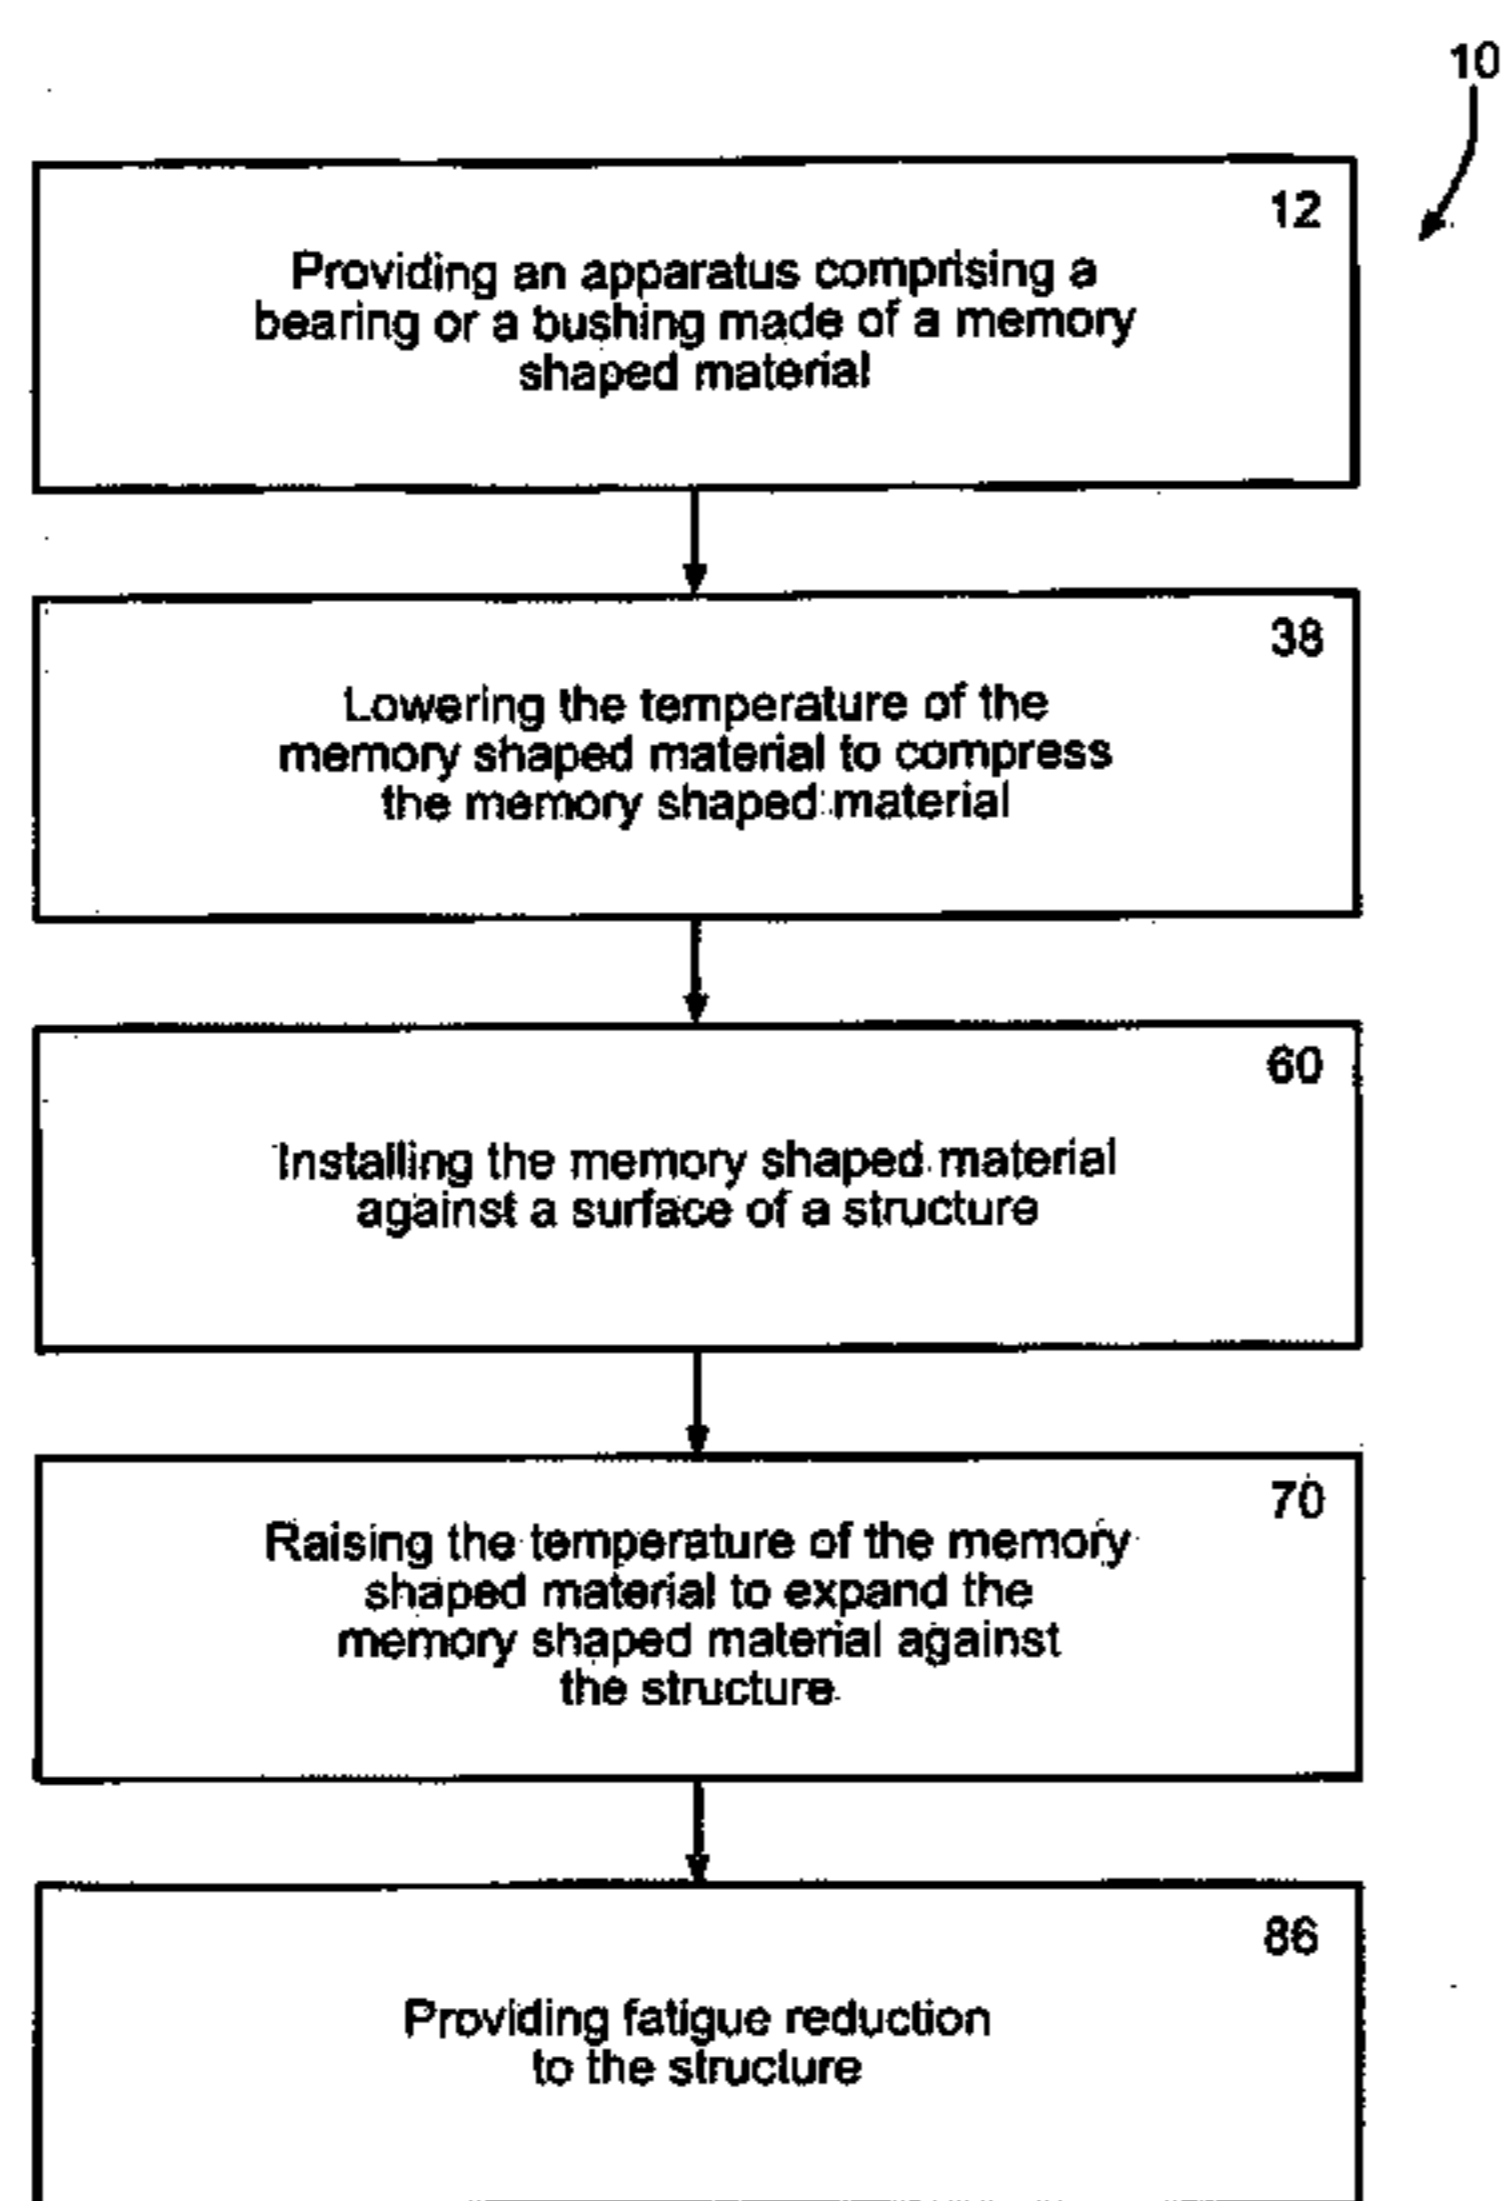 10
12
Providing an apparatus comprising a
bearing or a bushing made of a memory
shaped material
38
Lowering the temperature of the
memory shaped material to compress
the memory shaped material
60
Installing the memory shaped material
against a surface of a structure
70
Raising the temperature of the memory
shaped material to expand the
memory shaped material against
the structure
86
Providing fatigue reduction
to the structure